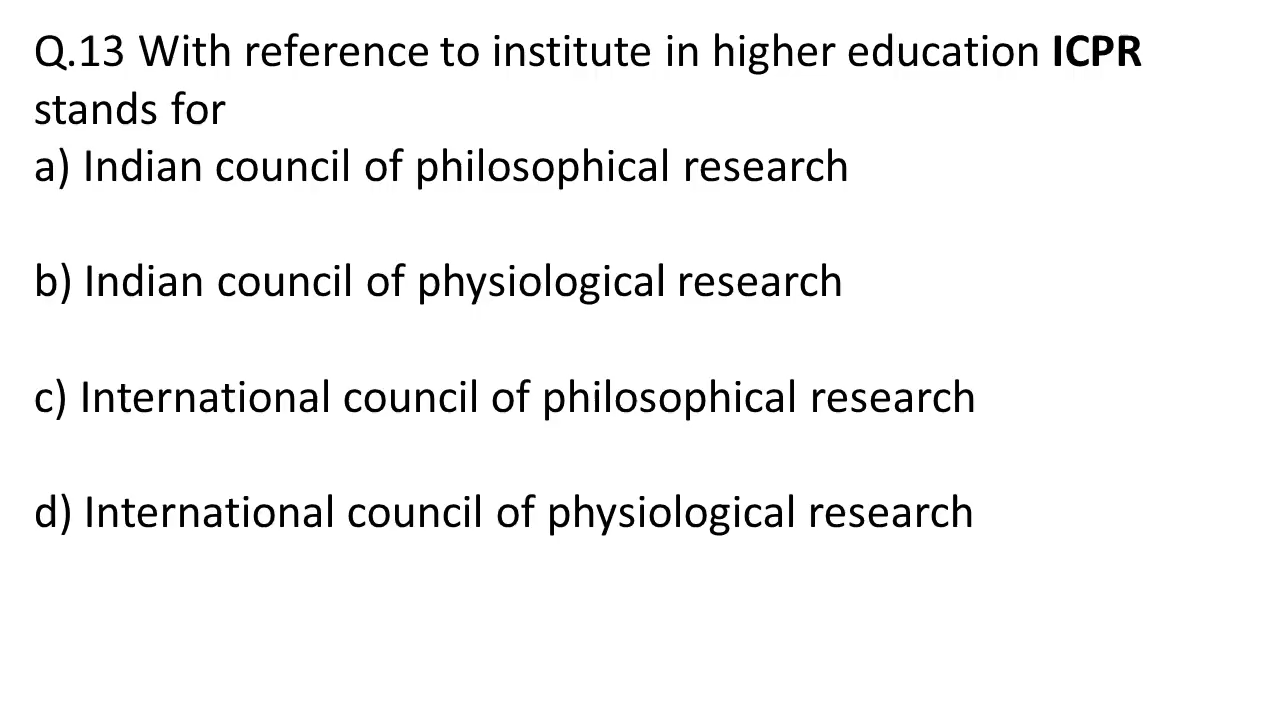 Q.13 With reference to institute in higher education ICPR
stands for
a) Indian council of philosophical research
b) Indian council of physiological research
c) International council of philosophical research
d) International council of physiological research